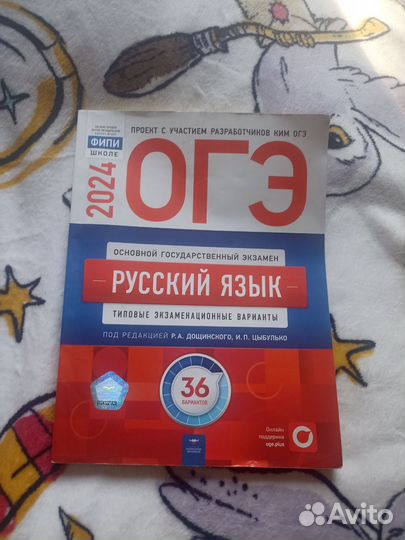 ПРОЕКТ С УЧАСТИЕМ РАЗРАБОТЧИКОВ КИМ ОГЭ
ФИПИ
ШКОЛЕ
2024
ОГЭ
ОСНОВНОЙ ГОСУДАРСТВЕННЫЙ ЭКЗАМЕН
РУССКИЙ ЯЗЫК
ТИПОВЫЕ ЭКЗАМЕНАЦИОННЫЕ ВАРИАНТЫ
ПОД РЕДАКЦИЕЙ Р.А. ДОЩИНСКОГО, И.П. ЦЫБУЛЬКО
36
ВАРИАНТОВ
Онлайн
поддержка
oge.plus
Avito